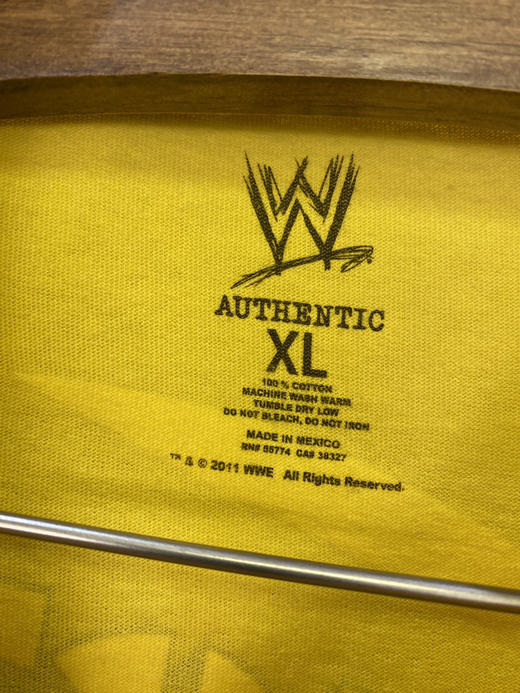 W
AUTHENTIC
XL
100 % COTTON
MACHINE WASH WARM
TUMBLE DRY LOW
DO NOT BLEACH, DO NOT IRON
MADE IN MEXICO
RN# 85774 CA# 38327
™ & © 2011 WWE All Rights Reserved.